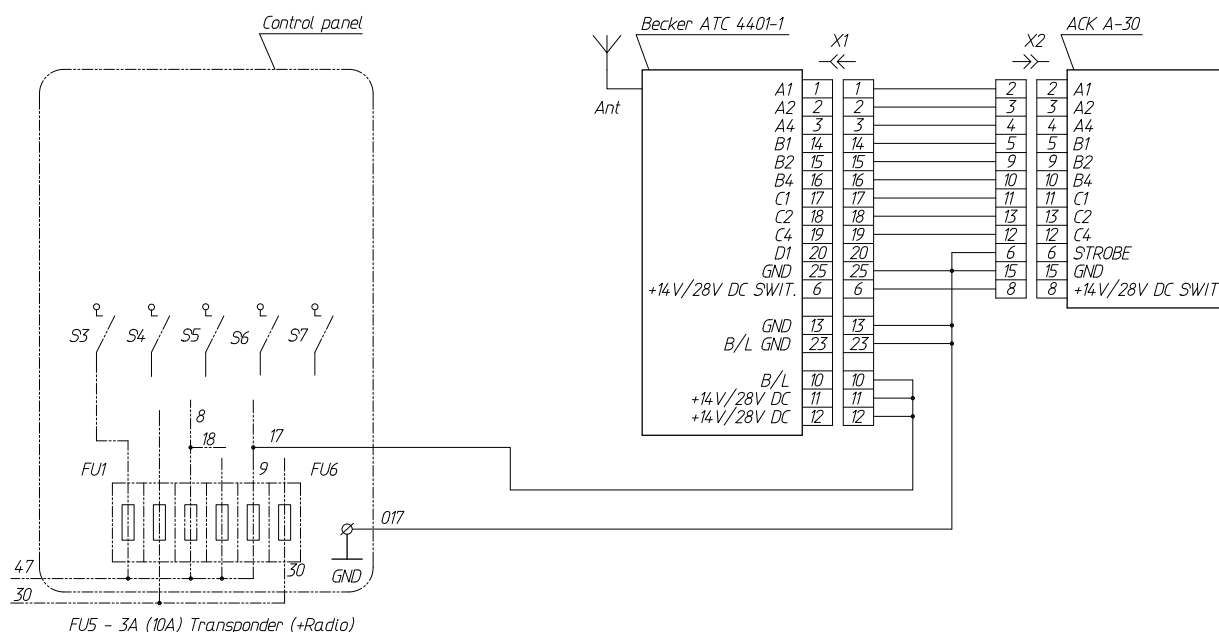 Control panel
Becker ATC 4401-1
X1
X2
ACK A-30
Ant
A1 1 1 2 2 A1
A2 2 2 3 3 A2
A4 3 3 4 4 A4
B1 14 14 5 5 B1
B2 15 15 9 9 B2
B4 16 16 10 10 B4
C1 17 17 11 11 C1
C2 18 18 13 13 C2
C4 19 19 12 12 C4
D1 20 20 6 6 STROBE
GND 25 25 15 15 GND
+14V/28V DC SWIT. 6 6 8 8 +14V/28V DC SWIT
GND 13 13
B/L GND 23 23
B/L 10 10
+14V/28V DC 11 11
+14V/28V DC 12 12
S3 S4 S5 S6 S7
8
18 17
FU1 9 FU6
017
47 30 GND
30
FU5 - 3A (10A) Transponder (+Radio)